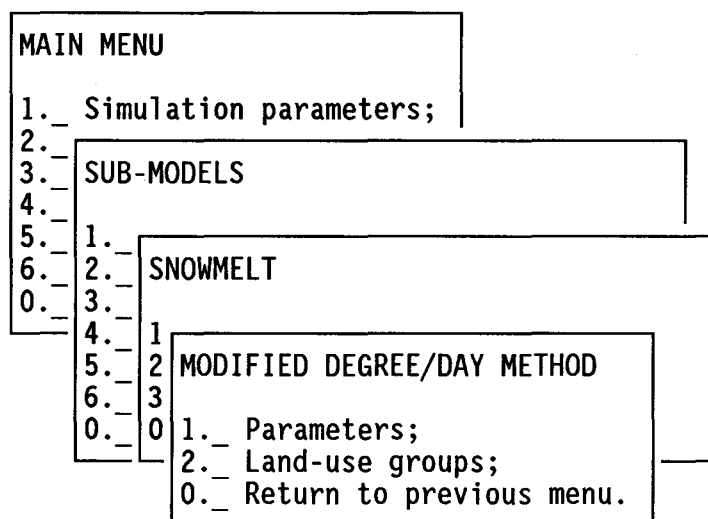 MAIN MENU
1._ Simulation parameters;
2._
3._
4._
5._
6._
0._
SUB-MODELS
1._
2._
3._
4._
5._
6._
0._
SNOWMELT
1
2
3
0
MODIFIED DEGREE/DAY METHOD
1._ Parameters;
2._ Land-use groups;
0._ Return to previous menu.